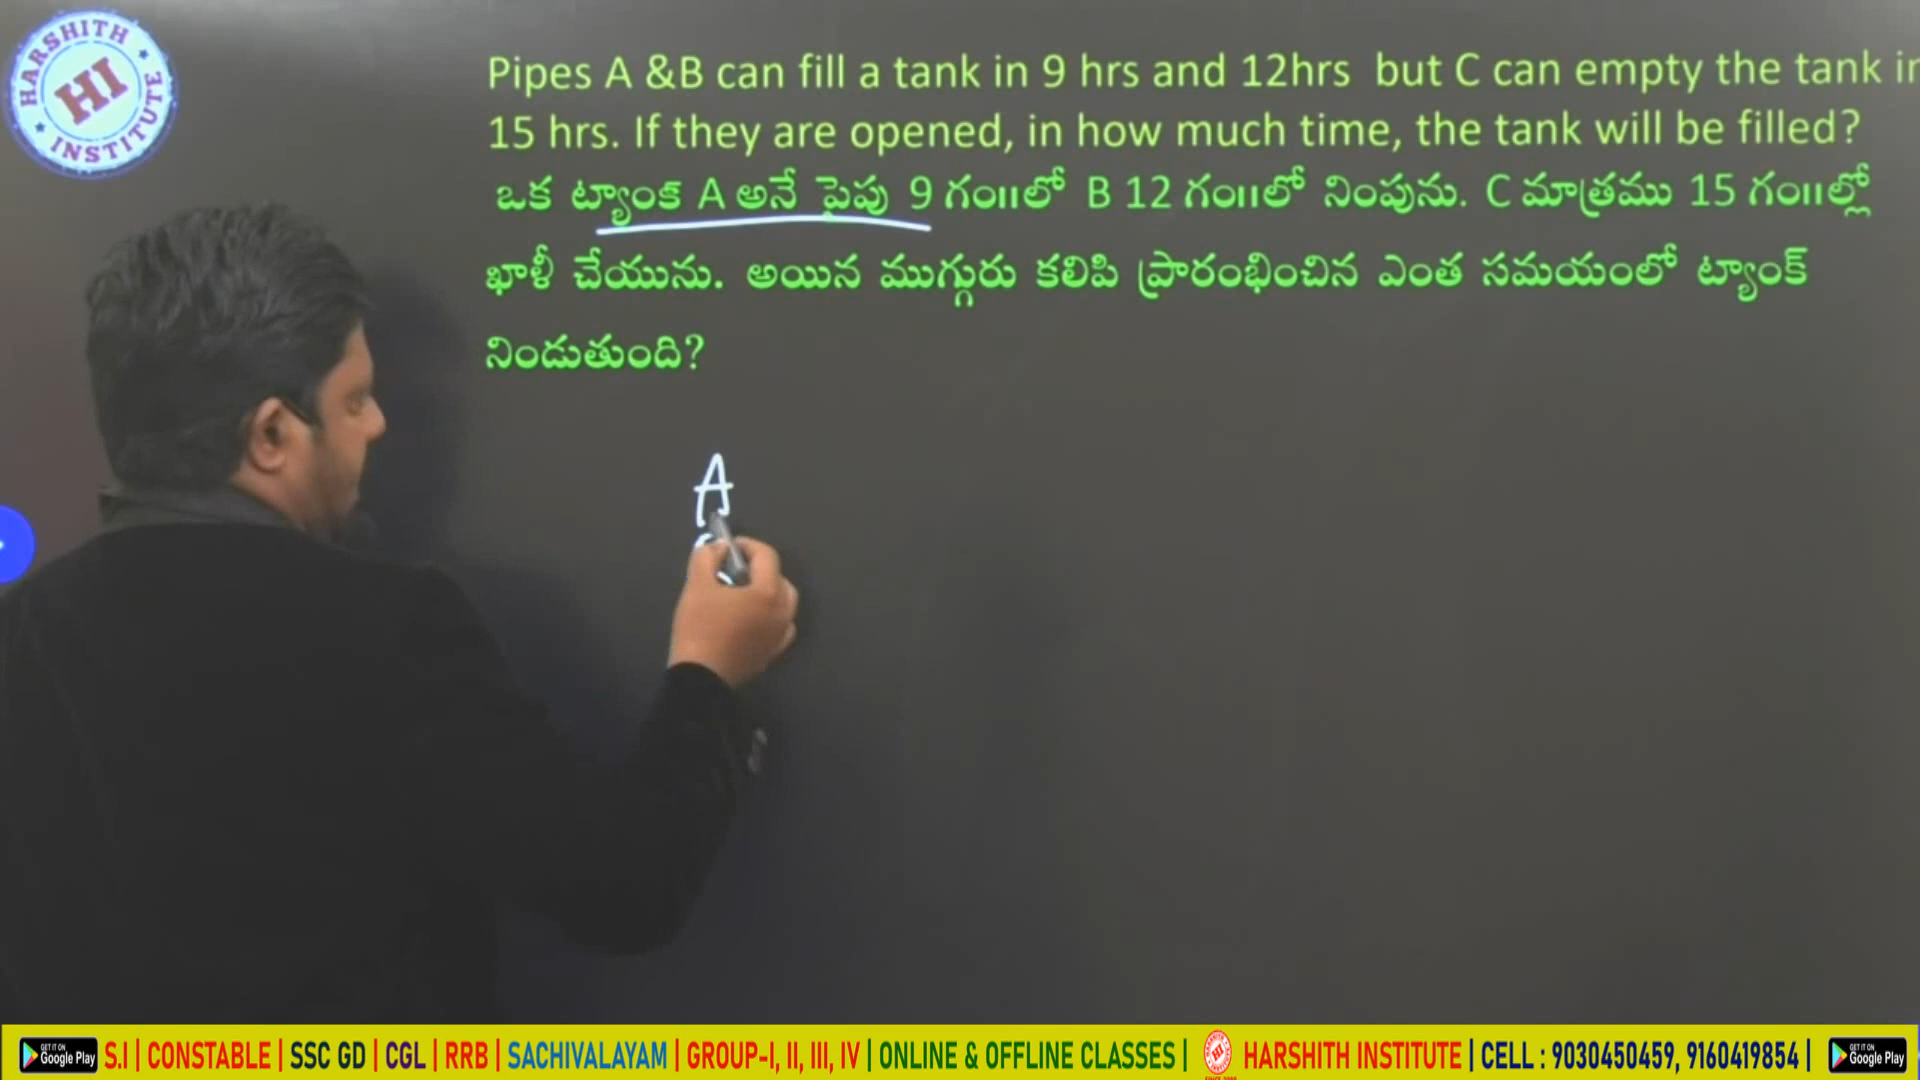 HARSHITH
HI
INSTITUTE
Pipes A &B can fill a tank in 9 hrs and 12hrs but C can empty the tank in
15 hrs. If they are opened, in how much time, the tank will be filled?
ఒక ట్యాంక్ A అనే పైపు 9 గంııలో B 12 గంııలో నింపును. C మాత్రము 15 గంııల్లో
ఖాళీ చేయును. అయిన ముగ్గురు కలిపి ప్రారంభించిన ఎంత సమయంలో ట్యాంక్
నిండుతుంది?
A
GET IT ON Google Play S.I | CONSTABLE | SSC GD | CGL | RRB | SACHIVALAYAM | GROUP-I, II, III, IV | ONLINE & OFFLINE CLASSES | HARSHITH INSTITUTE | CELL : 9030450459, 9160419854 | GET IT ON Google Play